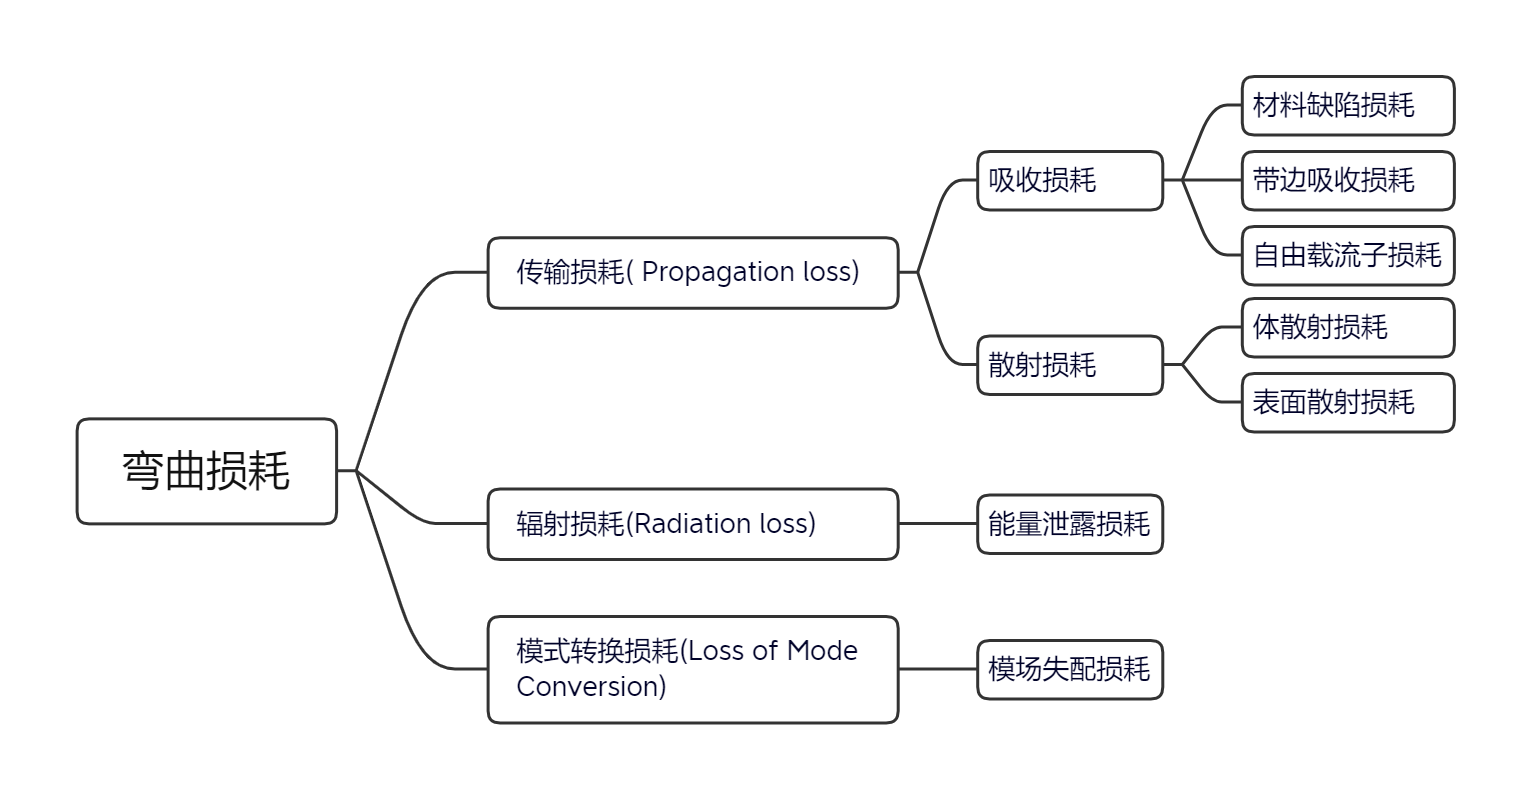 弯曲损耗
传输损耗( Propagation loss)
吸收损耗
材料缺陷损耗
带边吸收损耗
自由载流子损耗
散射损耗
体散射损耗
表面散射损耗
辐射损耗(Radiation loss)
能量泄露损耗
模式转换损耗(Loss of Mode
Conversion)
模场失配损耗